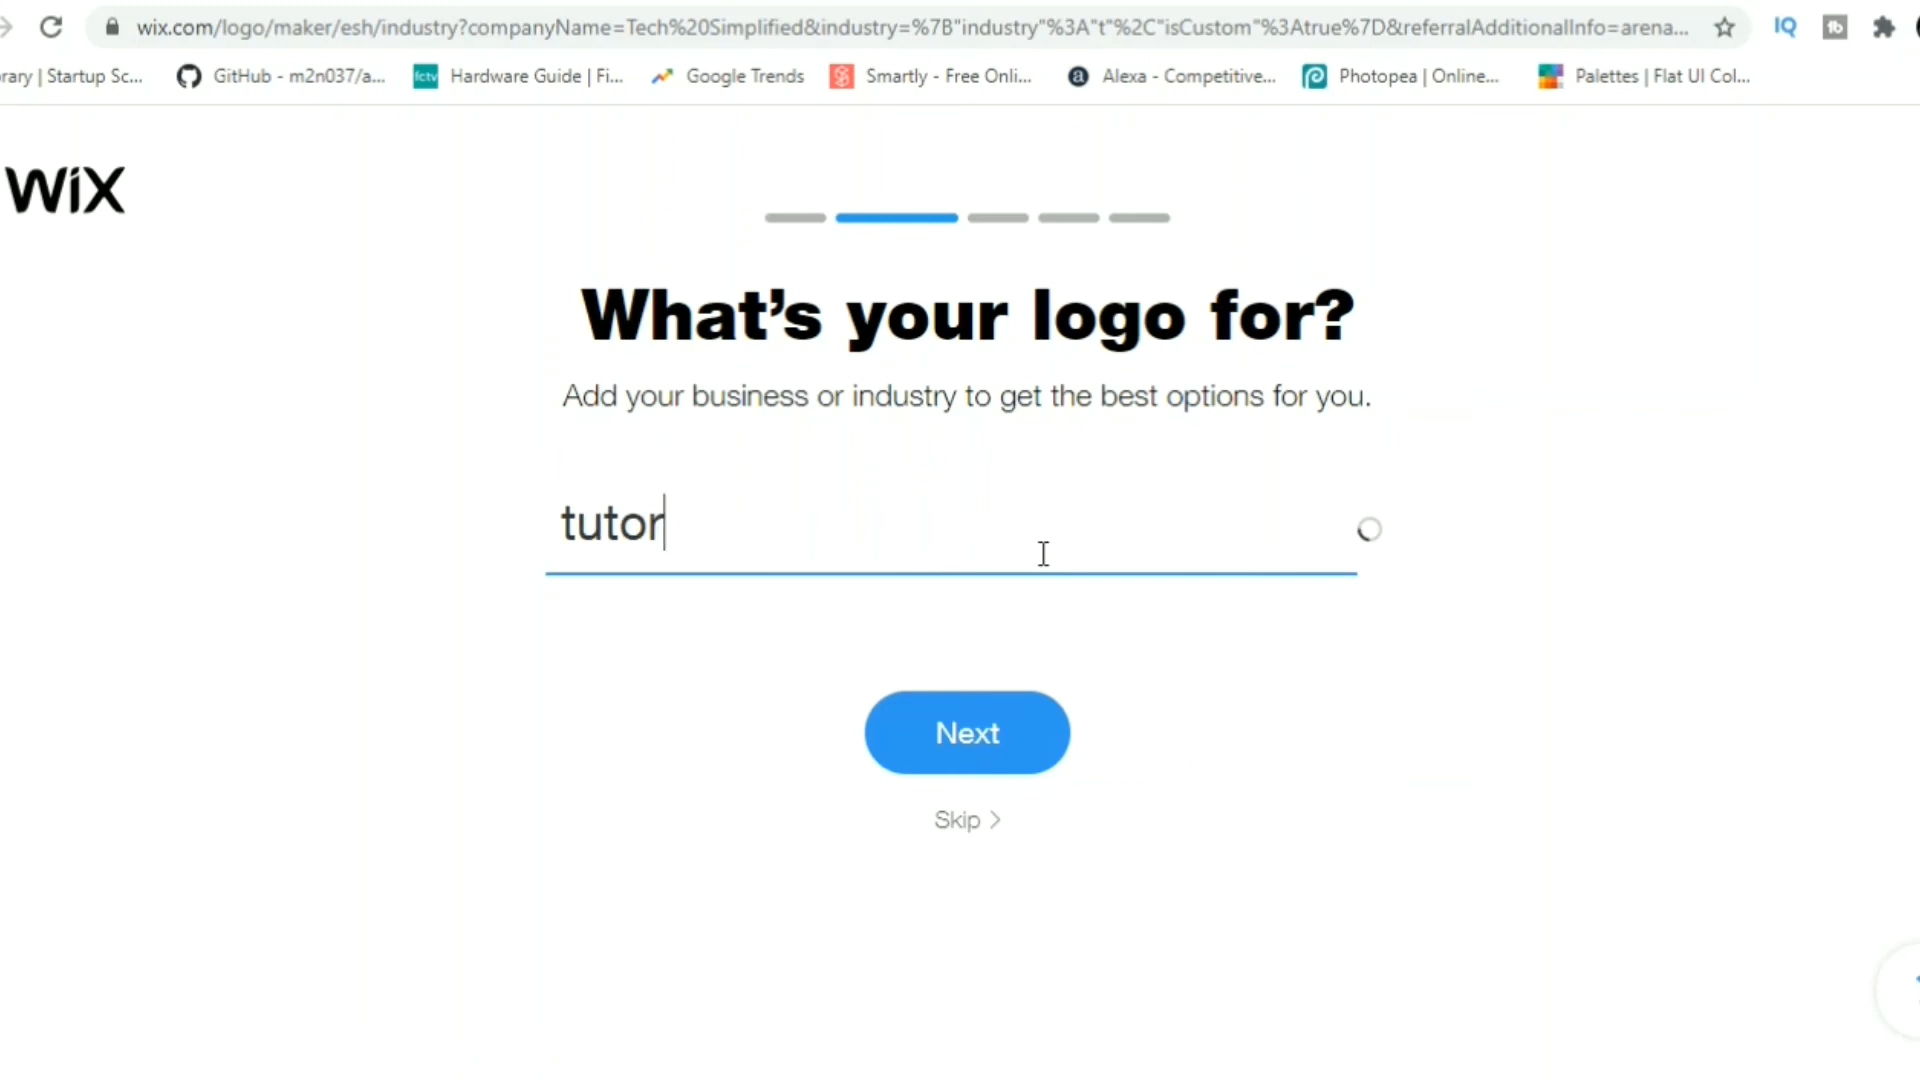 wix.com/logo/maker/esh/industry?companyName=Tech%20Simplified&industry=%7B"industry"%3A"t"%2C"isCustom"%3Atrue%7D&referralAdditionalInfo=arena...
IQ
rary | Startup Sc...
GitHub - m2n037/a...
fctv
Hardware Guide | Fi...
Google Trends
Smartly - Free Onli...
a
Alexa - Competitive...
Photopea | Online...
Palettes | Flat UI Col...
WiX
What's your logo for?
Add your business or industry to get the best options for you.
tutor
Next
Skip >